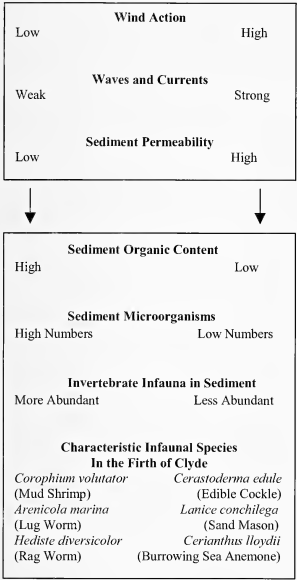 Wind Action
Low High
Waves and Currents
Weak Strong
Sediment Permeability
Low High
Sediment Organic Content
High Low
Sediment Microorganisms
High Numbers Low Numbers
Invertebrate Infauna in Sediment
More Abundant Less Abundant
Characteristic Infaunal Species
In the Firth of Clyde
Corophium volutator Cerastoderma edule
(Mud Shrimp) (Edible Cockle)
Arenicola marina Lanice conchilega
(Lug Worm) (Sand Mason)
Hediste diversicolor Cerianthus lloydii
(Rag Worm) (Burrowing Sea Anemone)